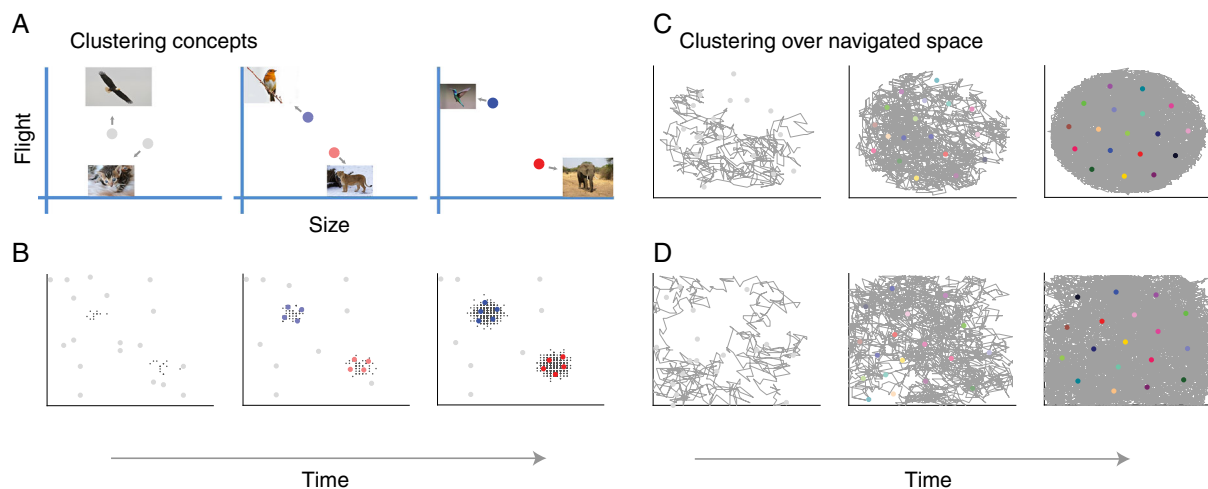 A
Clustering concepts
Flight
Size
B
Time
C
Clustering over navigated space
D
Time